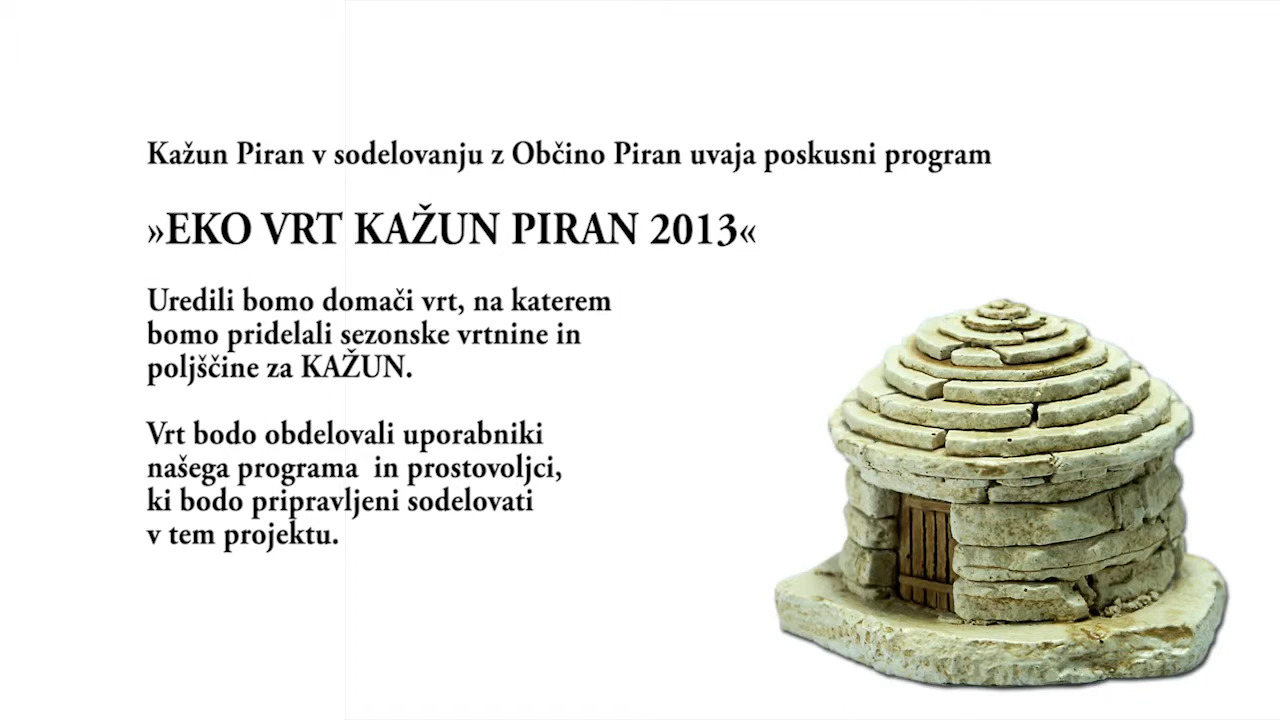 Kažun Piran v sodelovanju z Občino Piran uvaja poskusni program
»EKO VRT KAŽUN PIRAN 2013«
Uredili bomo domači vrt, na katerem
bomo pridelali sezonske vrtnine in
poljščine za KAŽUN.
Vrt bodo obdelovali uporabniki
našega programa  in prostovoljci,
ki bodo pripravljeni sodelovati
v tem projektu.